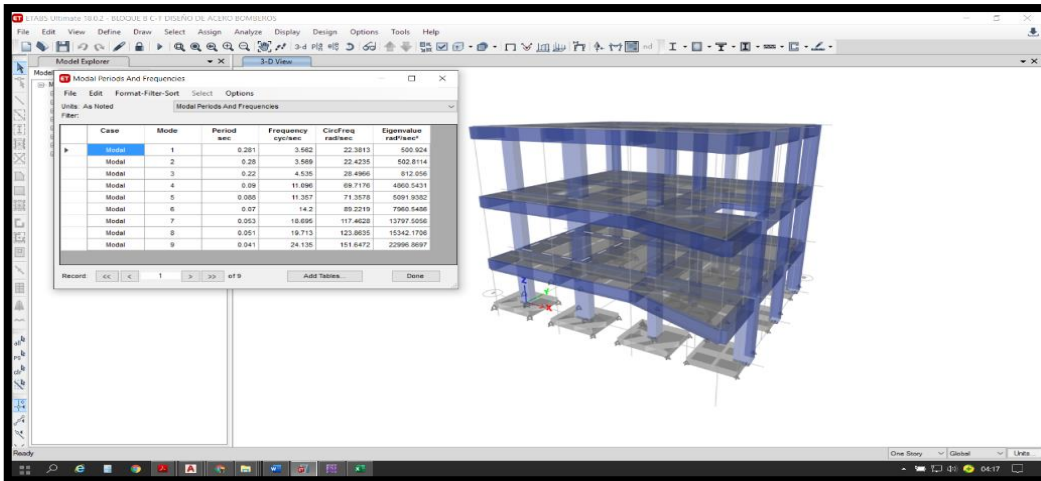 ETABS Ultimate 18.0.2 - BLOQUE B C-1 DISEÑO DE ACERO BOMBEROS
File Edit View Define Draw Select Assign Analyze Display Design Options Tools Help
Model Explorer
3-D View
Modal Periods And Frequencies
File Edit Format-Filter-Sort Select Options
Units: As Noted Modal Periods And Frequencies
Filter:
Case Mode Period sec Frequency cyc/sec CircFreq rad/sec Eigenvalue rad²/sec²
Modal 1 0.281 3.562 22.3813 500.924
Modal 2 0.28 3.569 22.4235 502.8114
Modal 3 0.22 4.535 28.4966 812.056
Modal 4 0.09 11.096 69.7176 4860.5431
Modal 5 0.088 11.357 71.3578 5091.9382
Modal 6 0.07 14.2 89.2219 7960.5486
Modal 7 0.053 18.695 117.4628 13797.5056
Modal 8 0.051 19.713 123.8635 15342.1706
Modal 9 0.041 24.135 151.6472 22996.8697
Record: << < 1 > >> of 9 Add Tables... Done
Z
Y
X
Ready
One Story Global Units...
04:17